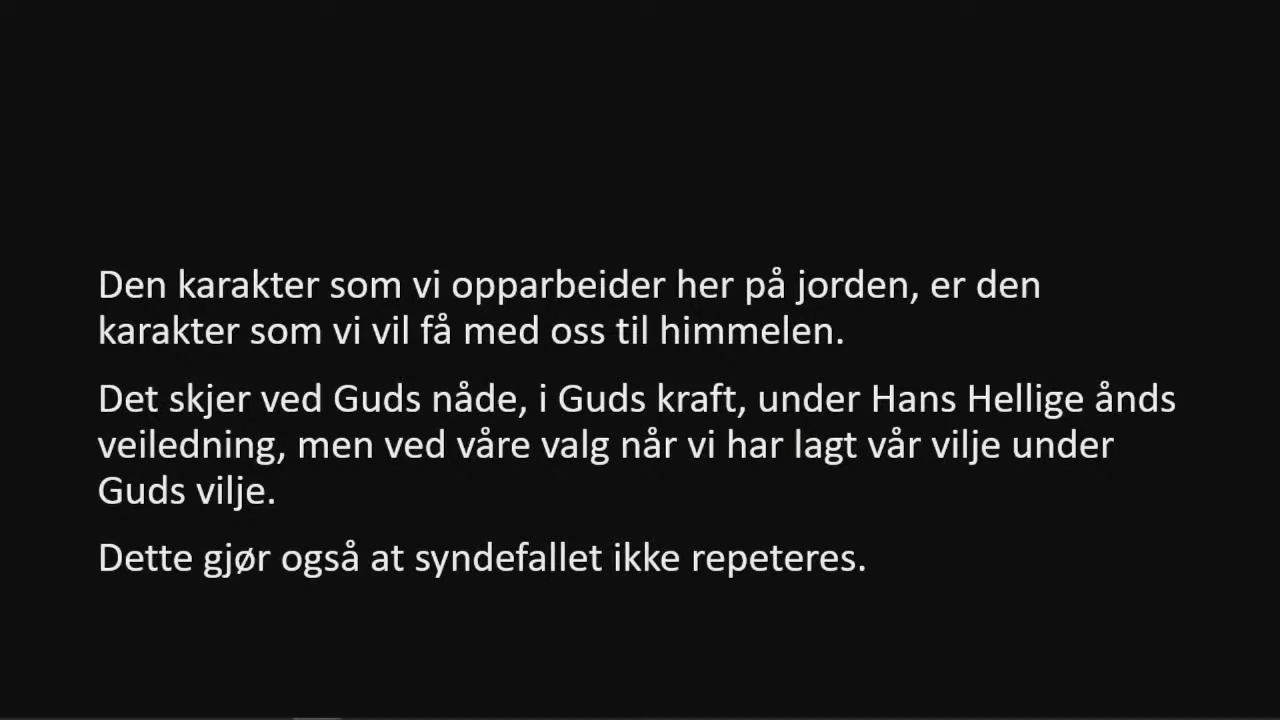 Den karakter som vi opparbeider her på jorden, er den
karakter som vi vil få med oss til himmelen.
Det skjer ved Guds nåde, i Guds kraft, under Hans Hellige ånds
veiledning, men ved våre valg når vi har lagt vår vilje under
Guds vilje.
Dette gjør også at syndefallet ikke repeteres.